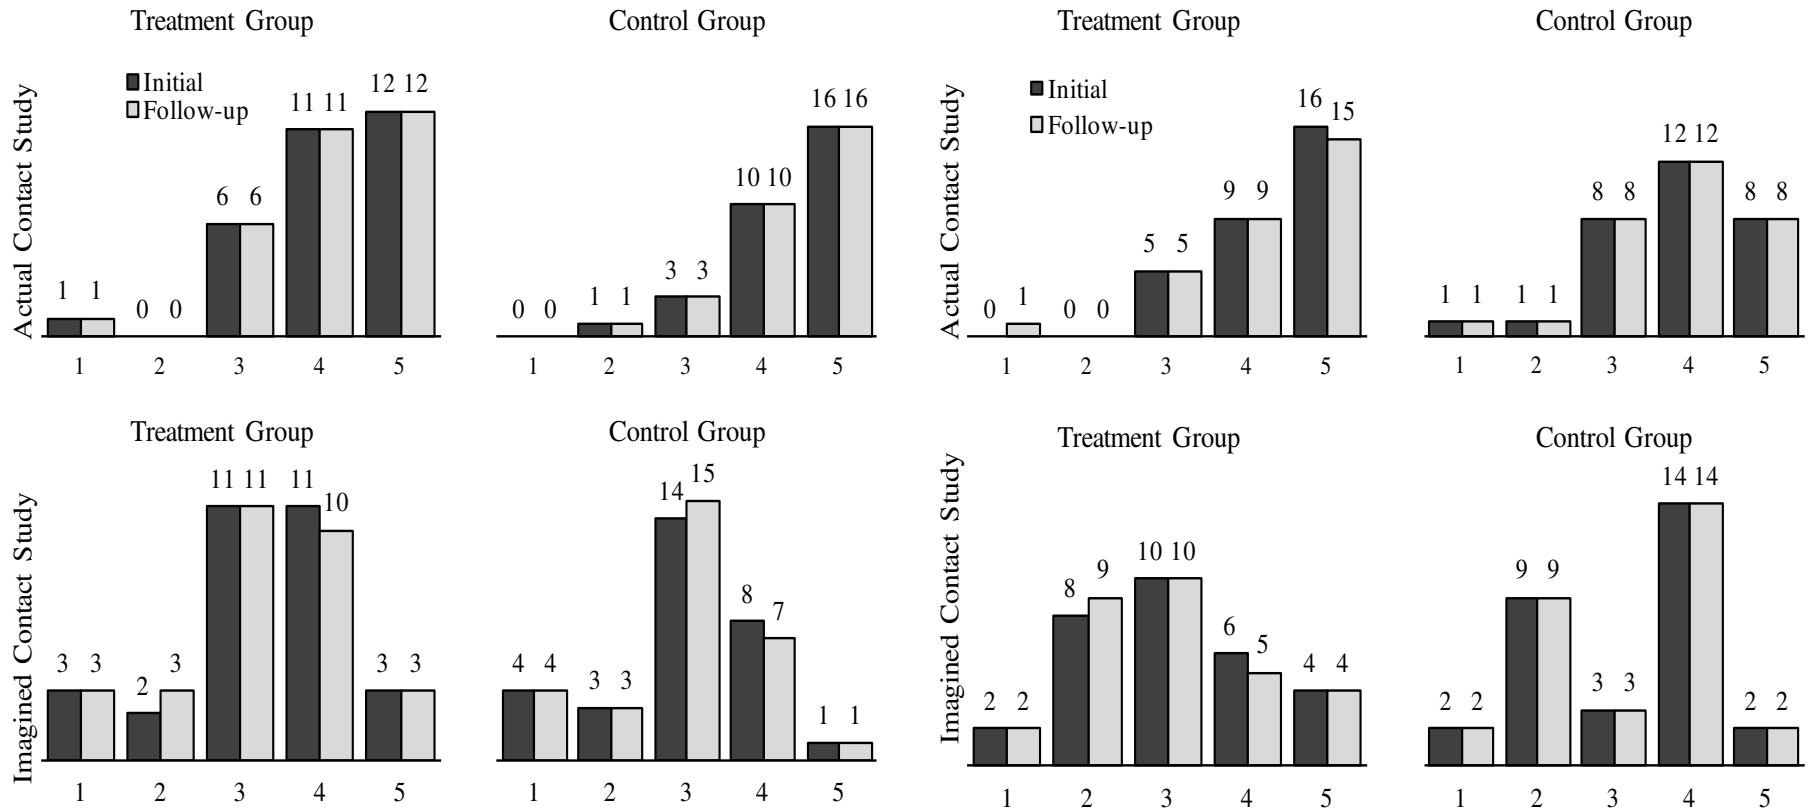 Treatment Group
Control Group
Treatment Group
Control Group
Actual Contact Study
Initial
Follow-up
1 1
0 0
6 6
11 11
12 12
1 2 3 4 5
0 0
1 1
3 3
10 10
16 16
1 2 3 4 5
Actual Contact Study
Initial
Follow-up
0 1
0 0
5 5
9 9
16 15
1 2 3 4 5
1 1
1 1
8 8
12 12
8 8
1 2 3 4 5
Treatment Group
Control Group
Treatment Group
Control Group
Imagined Contact Study
3 3
2 3
11 11
11 10
3 3
1 2 3 4 5
4 4
3 3
14 15
8 7
1 1
1 2 3 4 5
Imagined Contact Study
2 2
8 9
10 10
6 5
4 4
1 2 3 4 5
2 2
9 9
3 3
14 14
2 2
1 2 3 4 5